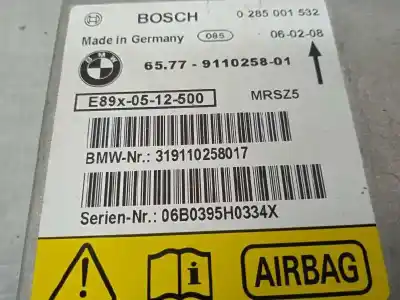 BOSCH 0 285 001 532
Made in Germany 085 06-02-08
BMW 65.77 - 9110258-01
E89x-05-12-500 MRSZ5
BMW-Nr.: 319110258017
Serien-Nr.: 06B0395H0334X
AIRBAG